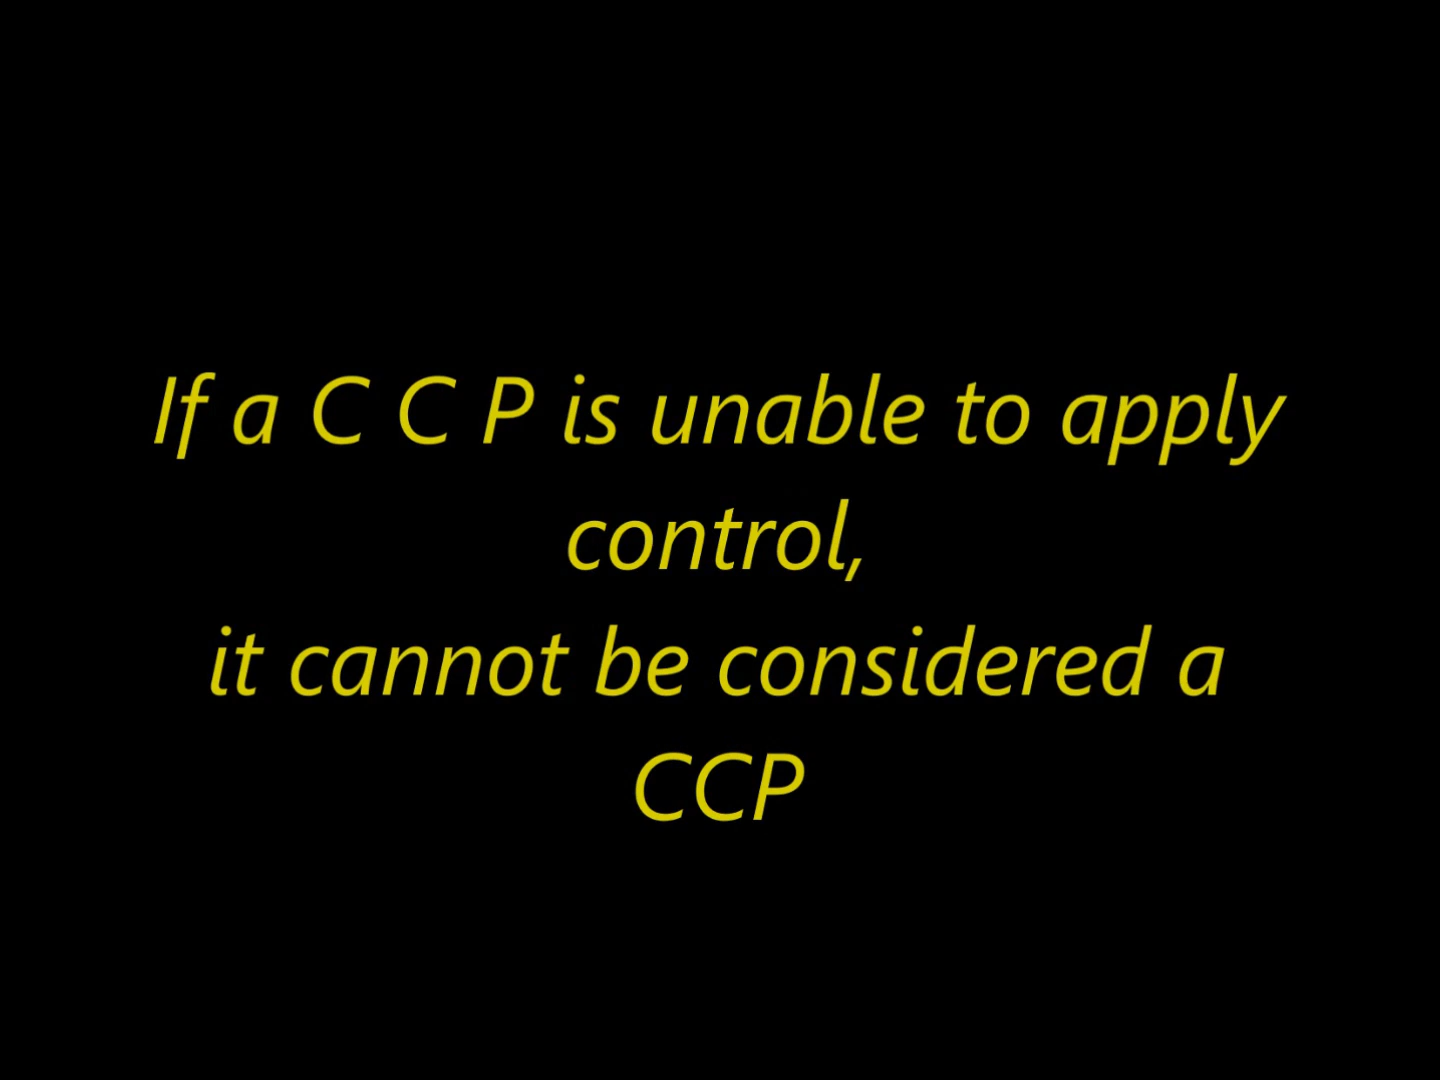 If a C C P is unable to apply
control,
it cannot be considered a
CCP